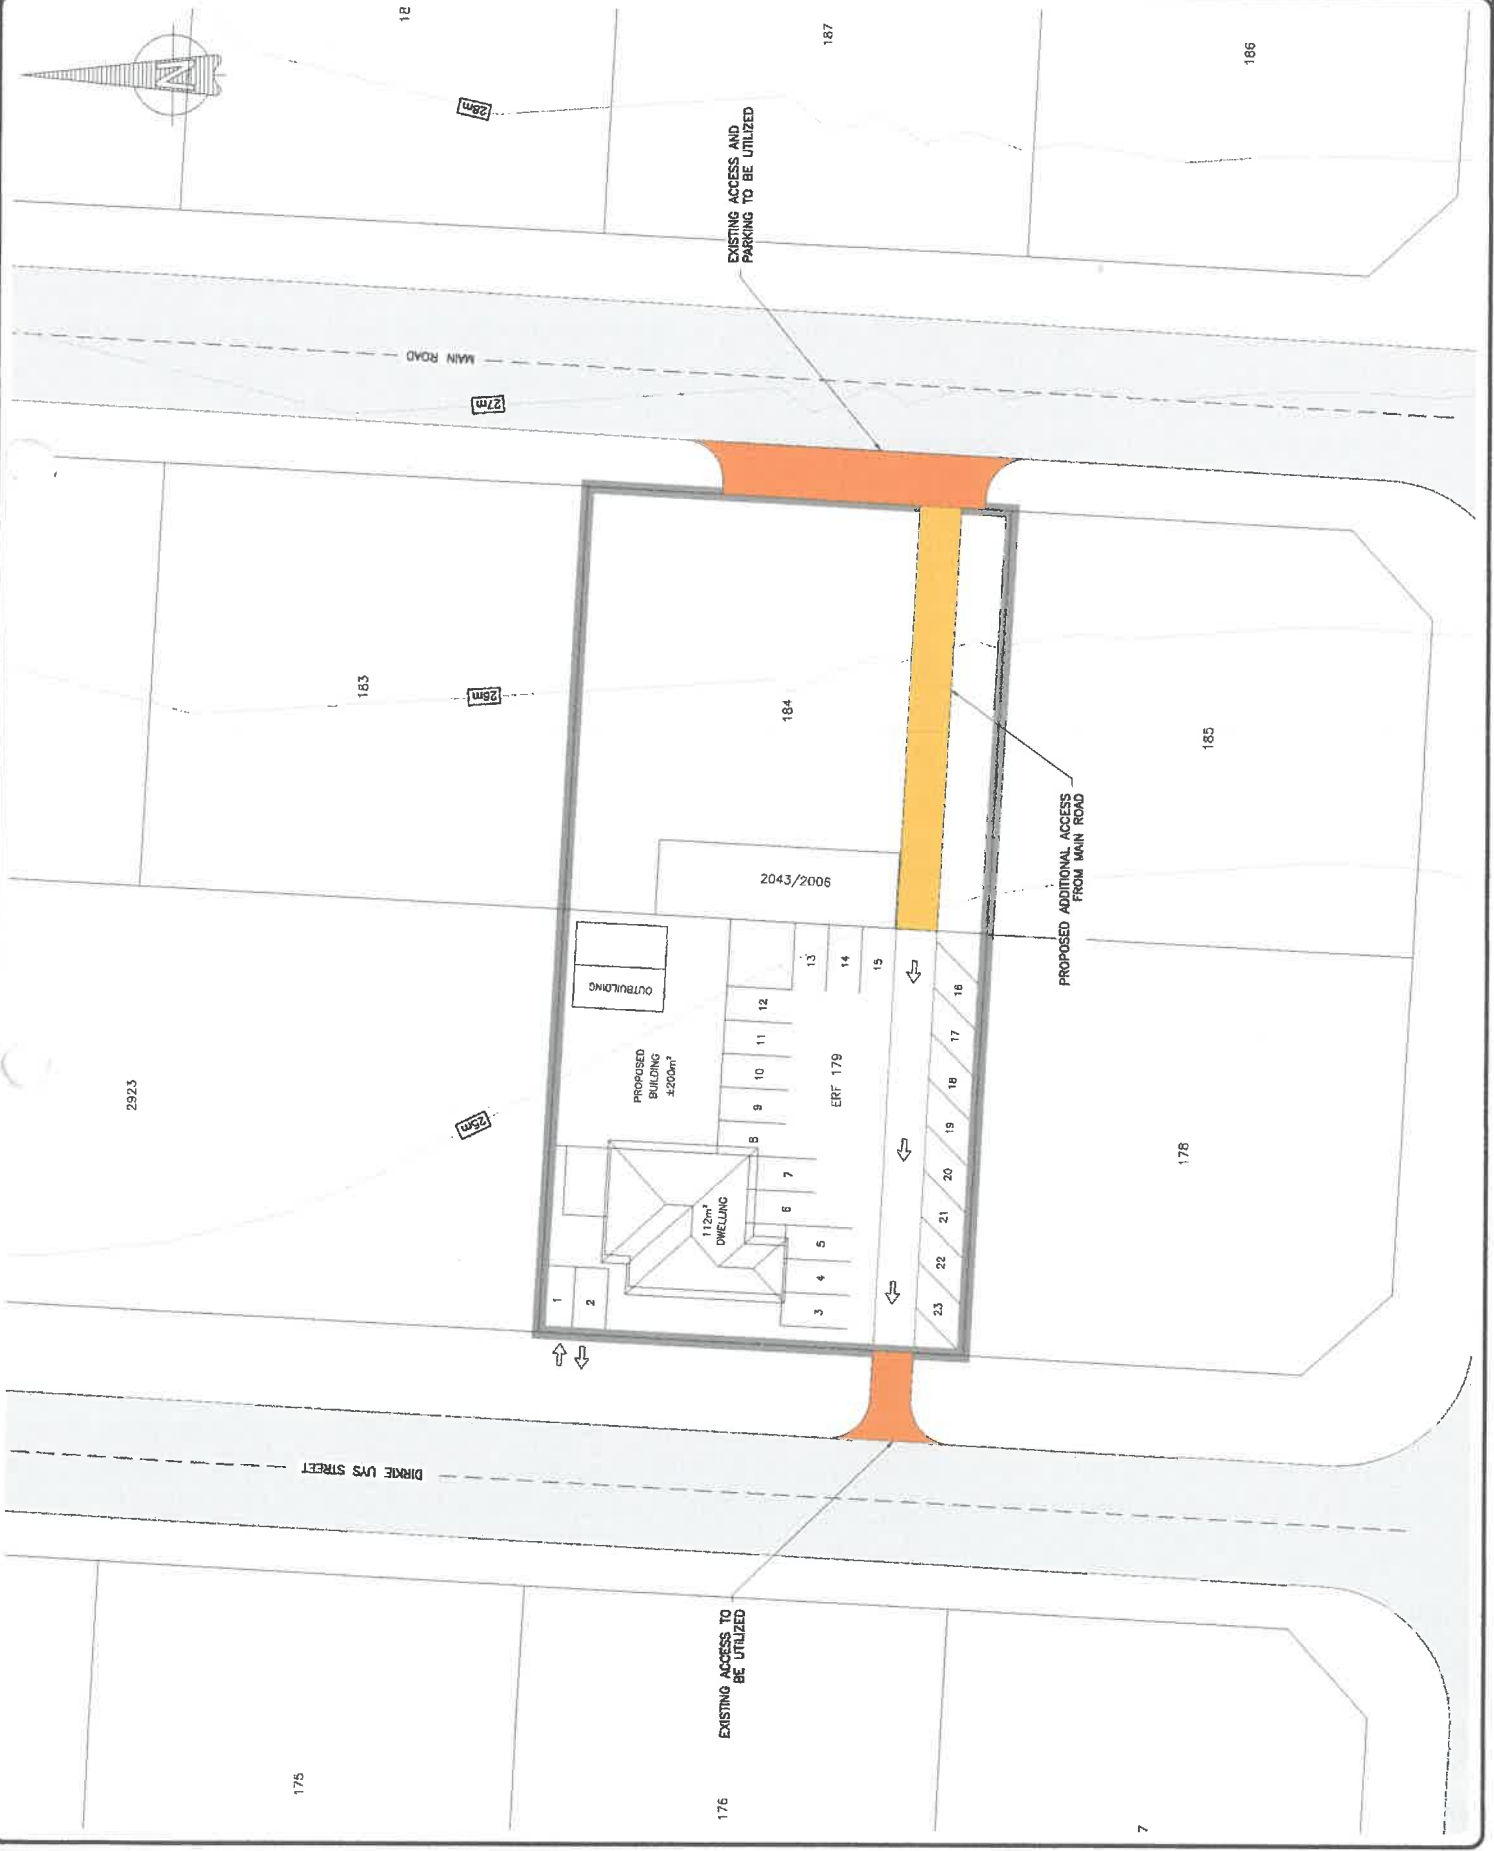 N
18
187
186
28m
EXISTING ACCESS AND
PARKING TO BE UTILIZED
MAIN ROAD
27m
183
26m
184
185
2043/2006
PROPOSED ADDITIONAL ACCESS
FROM MAIN ROAD
OUTBUILDING
2923
PROPOSED
BUILDING
±200m²
25m
13
14
15
12
11
10
9
8
7
6
5
4
3
ERF 179
16
17
18
19
20
21
22
23
178
112m²
DWELLING
1
2
DIRKIE UYS STREET
EXISTING ACCESS TO
BE UTILIZED
175
176
7